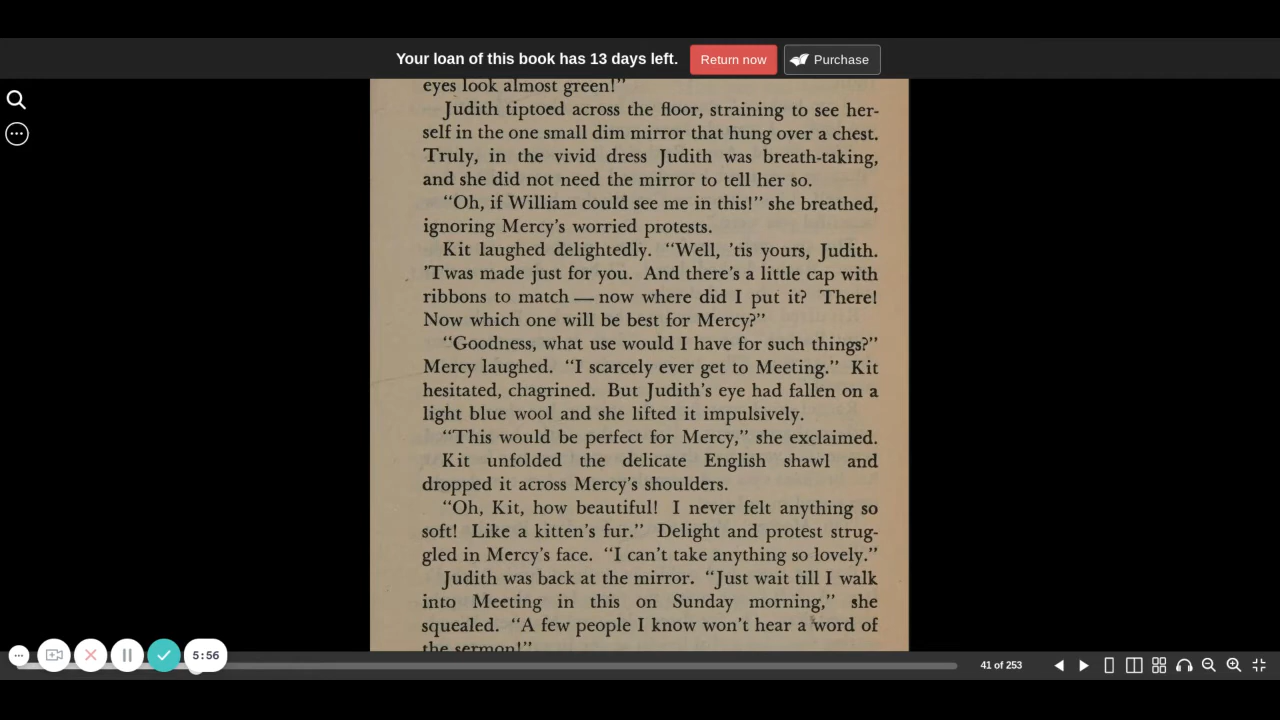 Your loan of this book has 13 days left.
Return now
Purchase
eyes look almost green!”
Judith tiptoed across the floor, straining to see her-
self in the one small dim mirror that hung over a chest.
Truly, in the vivid dress Judith was breath-taking,
and she did not need the mirror to tell her so.
“Oh, if William could see me in this!” she breathed,
ignoring Mercy’s worried protests.
Kit laughed delightedly. “Well, ’tis yours, Judith.
’Twas made just for you. And there’s a little cap with
ribbons to match — now where did I put it? There!
Now which one will be best for Mercy?”
“Goodness, what use would I have for such things?”
Mercy laughed. “I scarcely ever get to Meeting.” Kit
hesitated, chagrined. But Judith’s eye had fallen on a
light blue wool and she lifted it impulsively.
“This would be perfect for Mercy,” she exclaimed.
Kit unfolded the delicate English shawl and
dropped it across Mercy’s shoulders.
“Oh, Kit, how beautiful! I never felt anything so
soft! Like a kitten’s fur.” Delight and protest strug-
gled in Mercy’s face. “I can’t take anything so lovely.”
Judith was back at the mirror. “Just wait till I walk
into Meeting in this on Sunday morning,” she
squealed. “A few people I know won’t hear a word of
the sermon!”
5:56
41 of 253